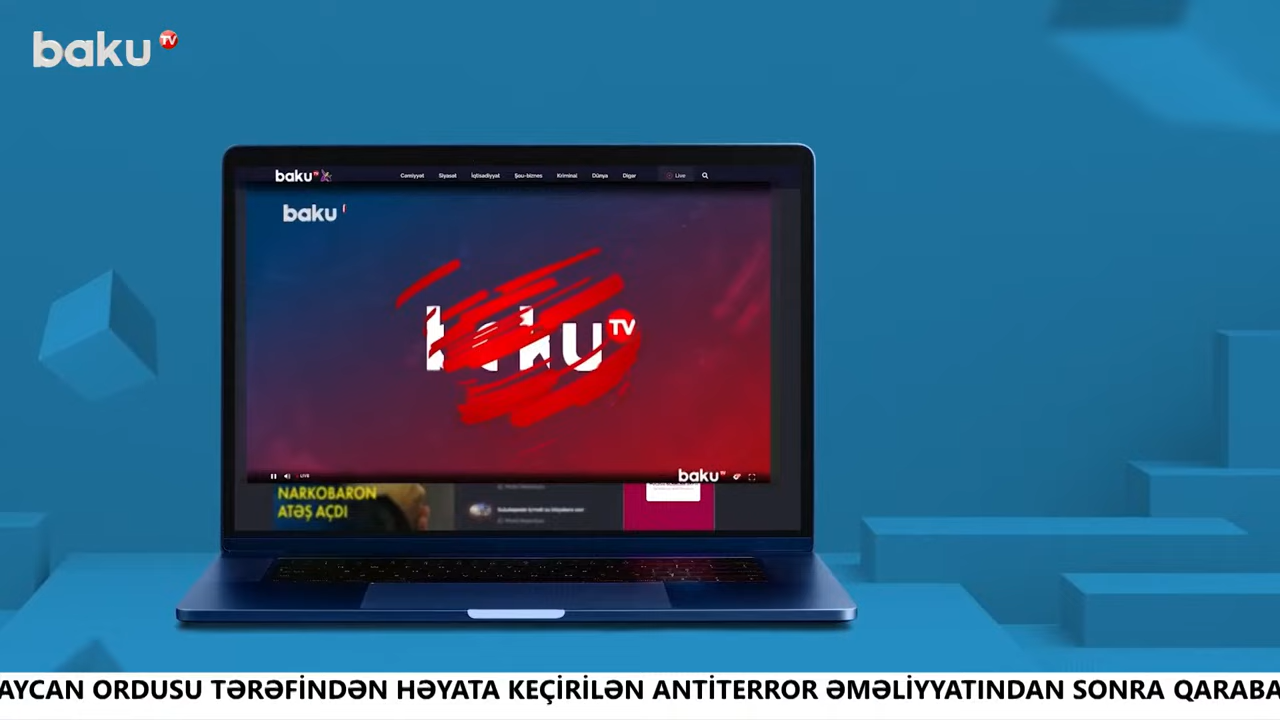 baku TV
baku TV
Cəmiyyət Siyasət İqtisadiyyat Şou-biznes Kriminal Dünya Digər Live
baku
baku TV
LIVE
baku TV
NARKOBARON
ATƏŞ AÇDI
AYCAN ORDUSU TƏRƏFİNDƏN HƏYATA KEÇİRİLƏN ANTİTERROR ƏMƏLİYYATINDAN SONRA QARABA